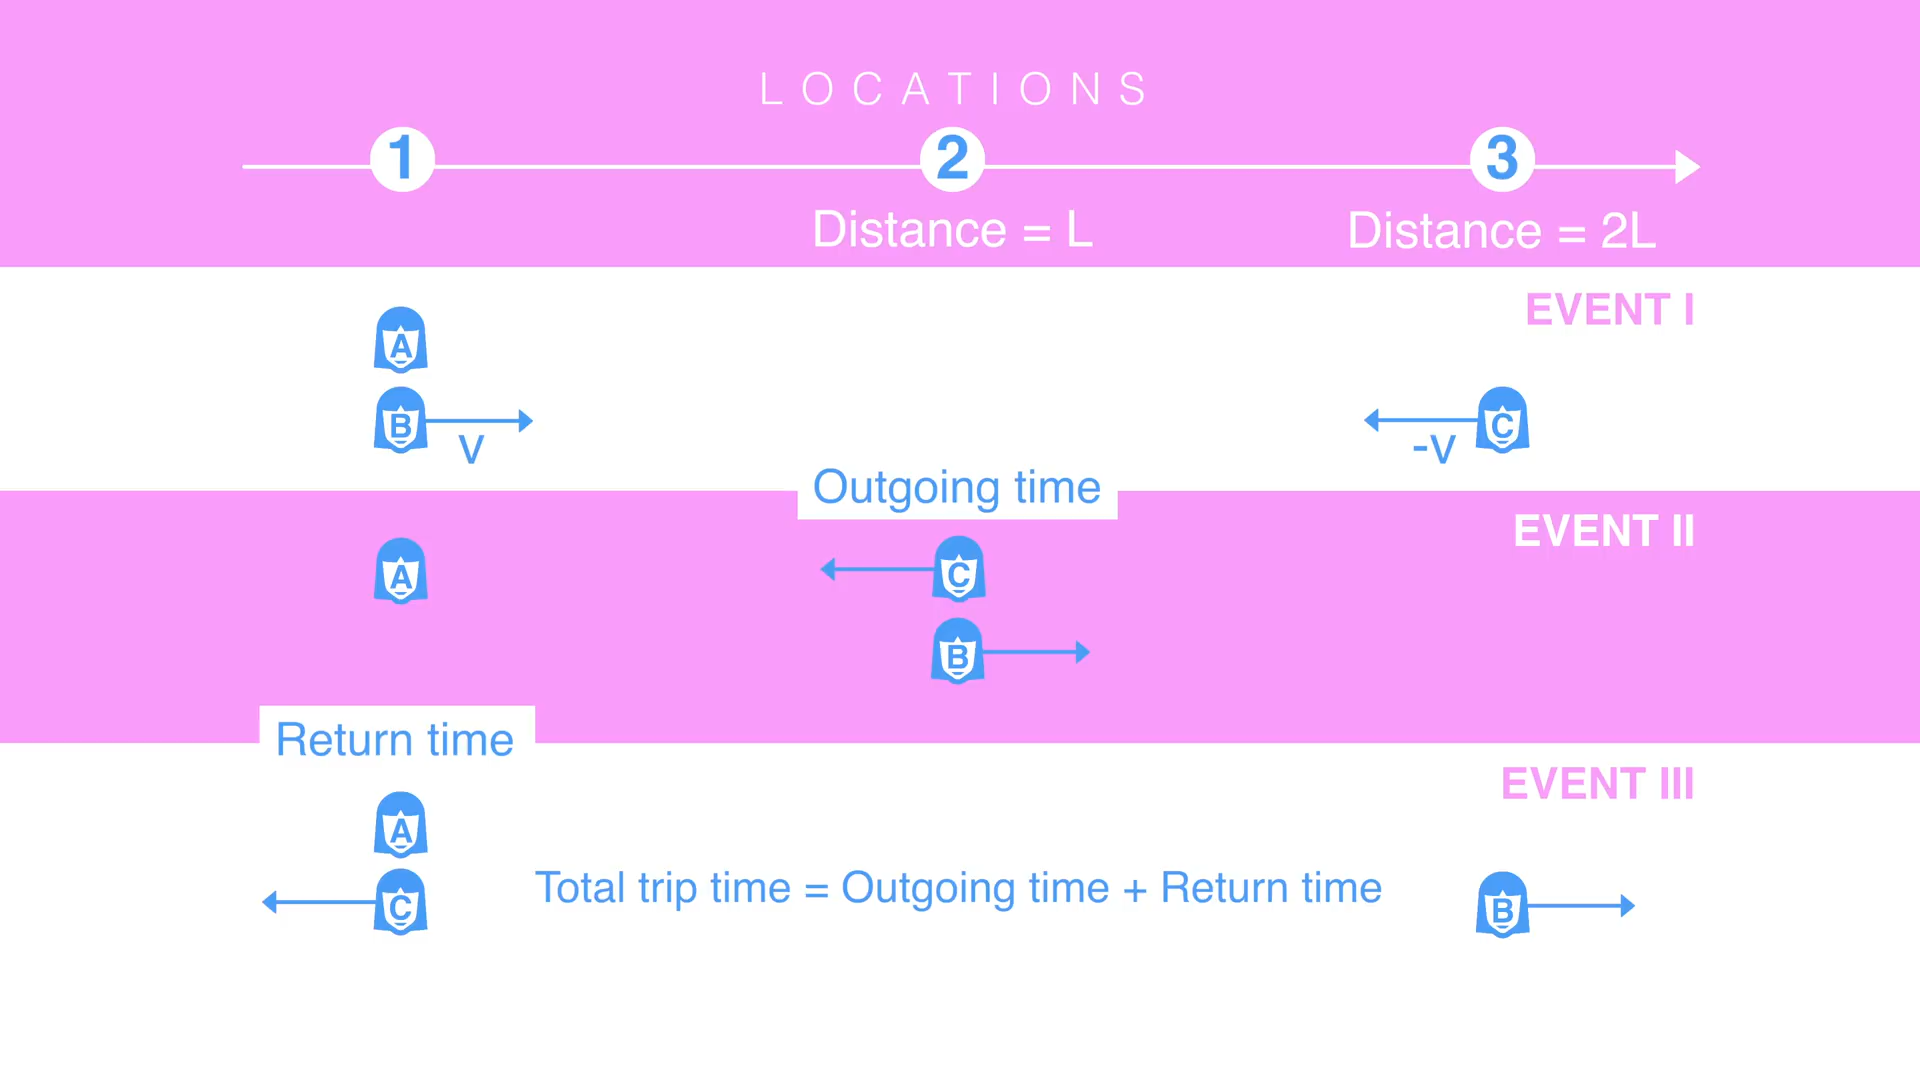 LOCATIONS
1 2 3
Distance = L
Distance = 2L
EVENT I
A
B
V
-V
C
Outgoing time
EVENT II
A
C
B
Return time
EVENT III
A
C
Total trip time = Outgoing time + Return time
B